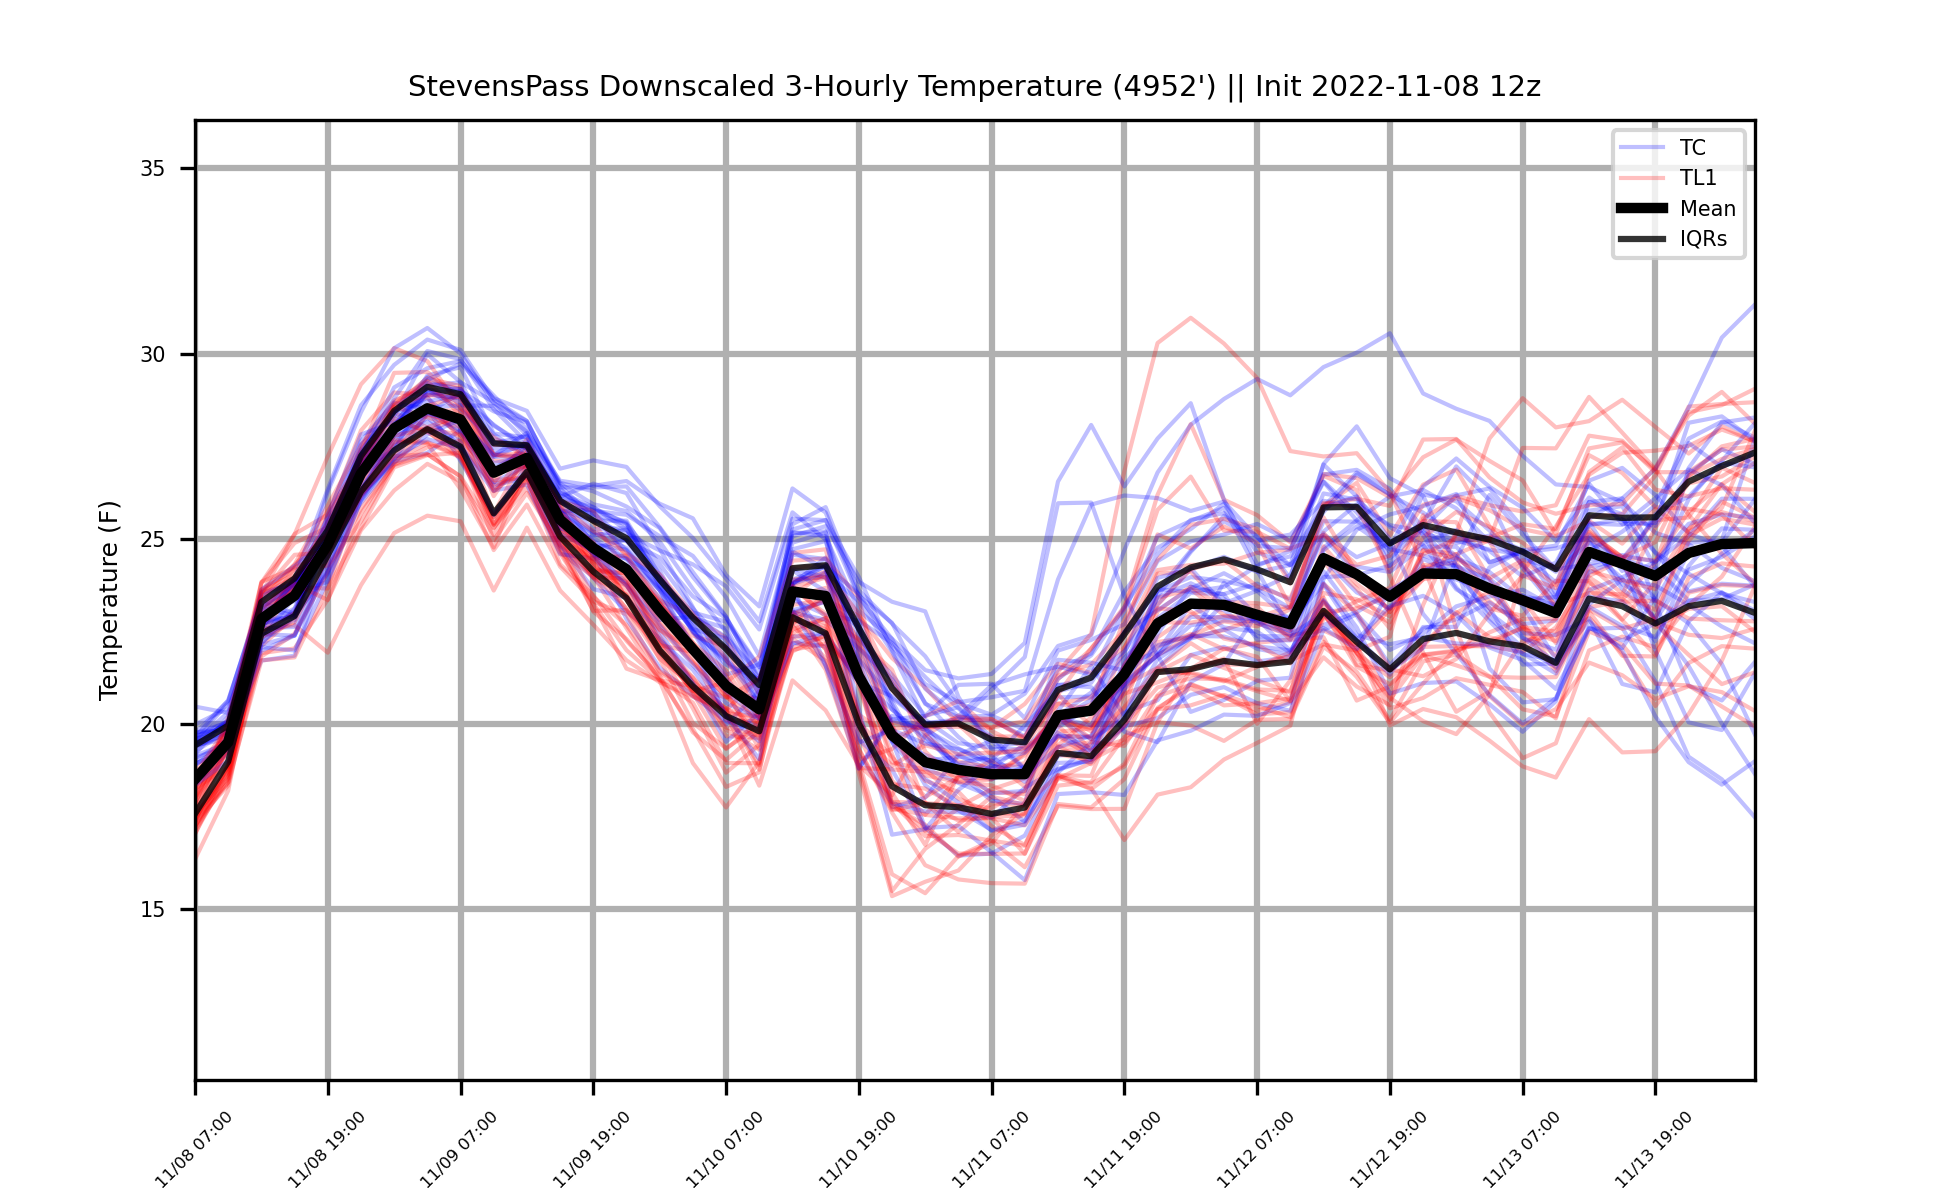 StevensPass Downscaled 3-Hourly Temperature (4952') || Init 2022-11-08 12z
TC
TL1
Mean
IQRs
Temperature (F)
35
30
25
20
15
11/08 07:00
11/08 19:00
11/09 07:00
11/09 19:00
11/10 07:00
11/10 19:00
11/11 07:00
11/11 19:00
11/12 07:00
11/12 19:00
11/13 07:00
11/13 19:00